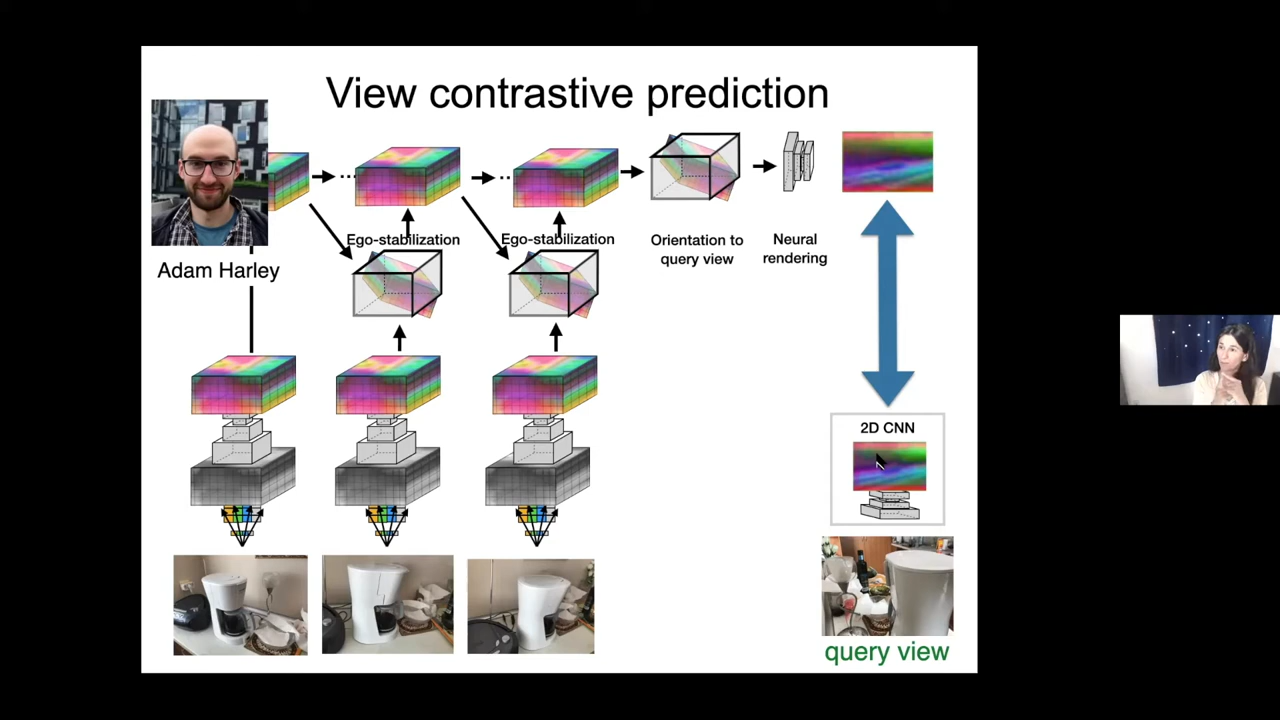 View contrastive prediction
Adam Harley
Ego-stabilization
Ego-stabilization
Orientation to
query view
Neural
rendering
2D CNN
query view